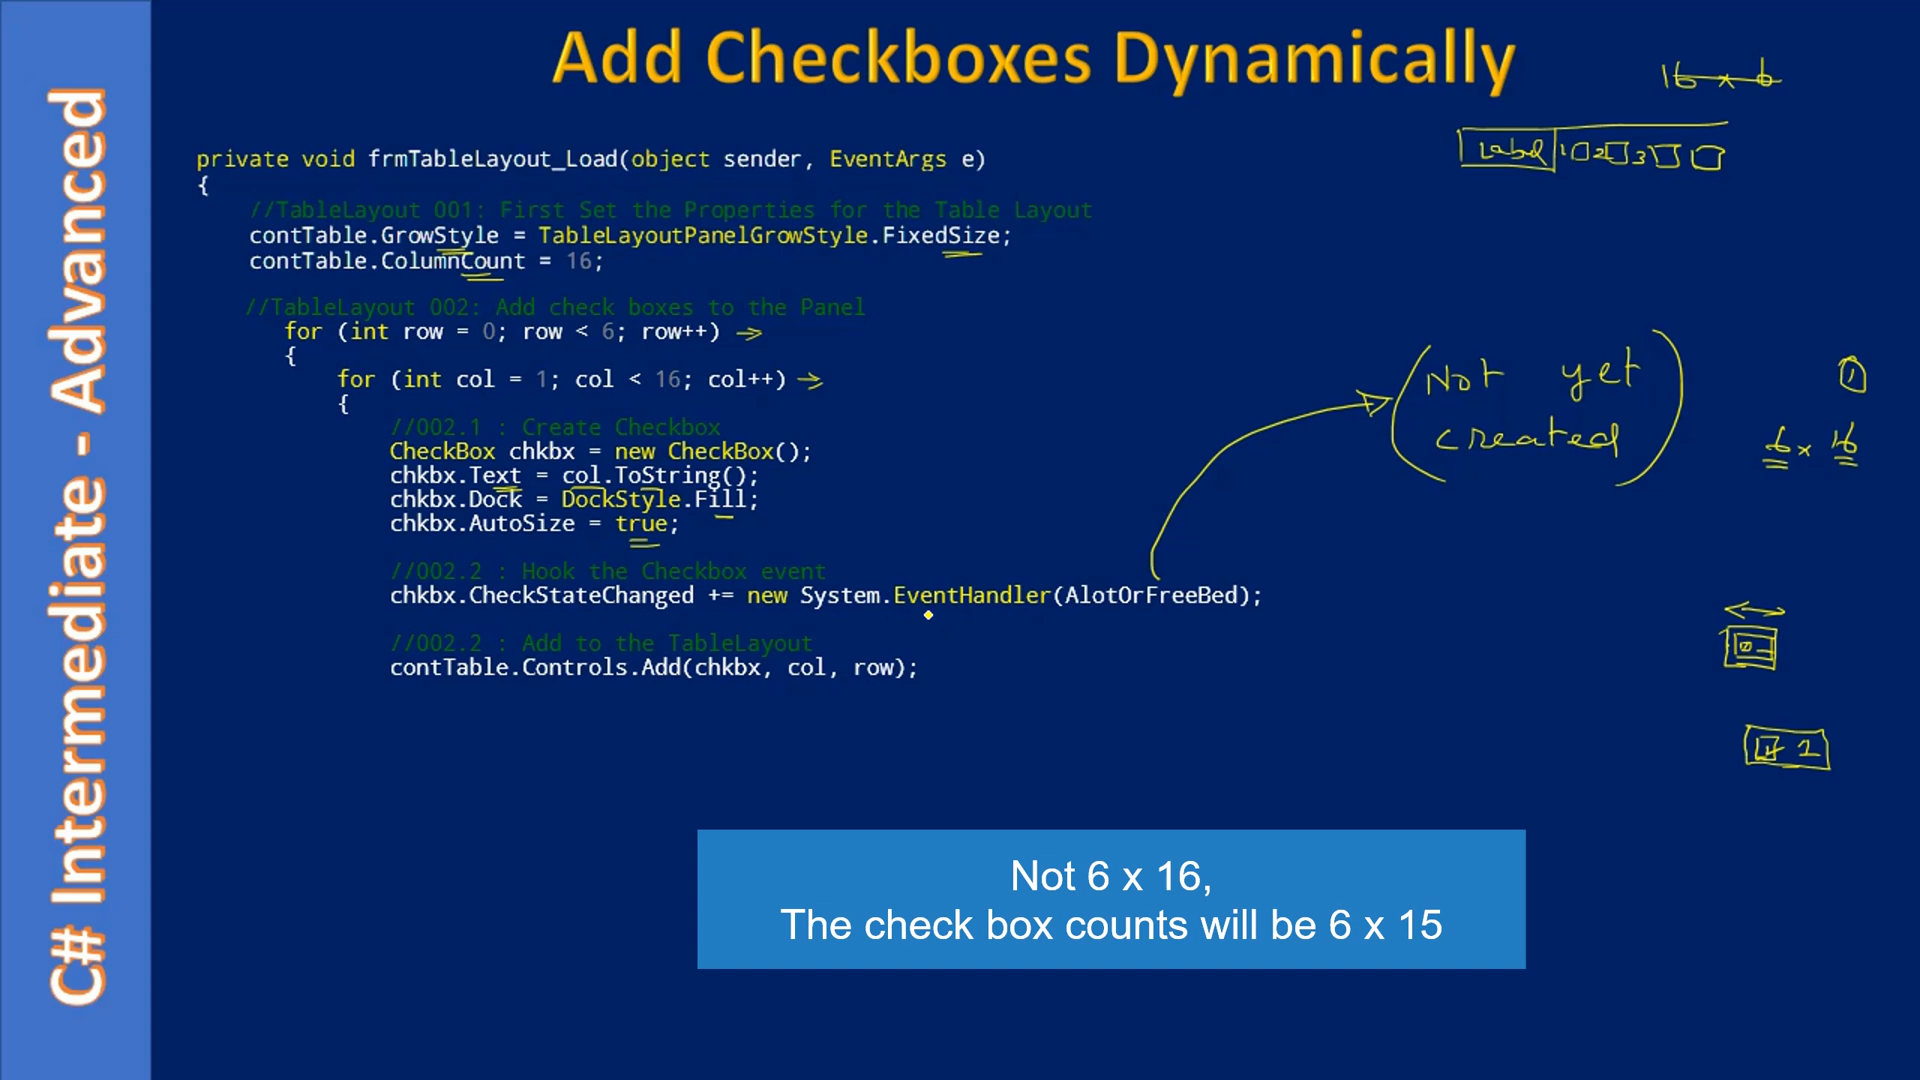 C# Intermediate - Advanced
Add Checkboxes Dynamically
16 x 6
Label 1 2 3
private void frmTableLayout_Load(object sender, EventArgs e)
{
//TableLayout 001: First Set the Properties for the Table Layout
contTable.GrowStyle = TableLayoutPanelGrowStyle.FixedSize;
contTable.ColumnCount = 16;
//TableLayout 002: Add check boxes to the Panel
for (int row = 0; row < 6; row++)
{
for (int col = 1; col < 16; col++)
{
//002.1 : Create Checkbox
CheckBox chkbx = new CheckBox();
chkbx.Text = col.ToString();
chkbx.Dock = DockStyle.Fill;
chkbx.AutoSize = true;
//002.2 : Hook the Checkbox event
chkbx.CheckStateChanged += new System.EventHandler(AlotOrFreeBed);
//002.2 : Add to the TableLayout
contTable.Controls.Add(chkbx, col, row);
(Not yet
created)
1
6 x 16
1
Not 6 x 16,
The check box counts will be 6 x 15